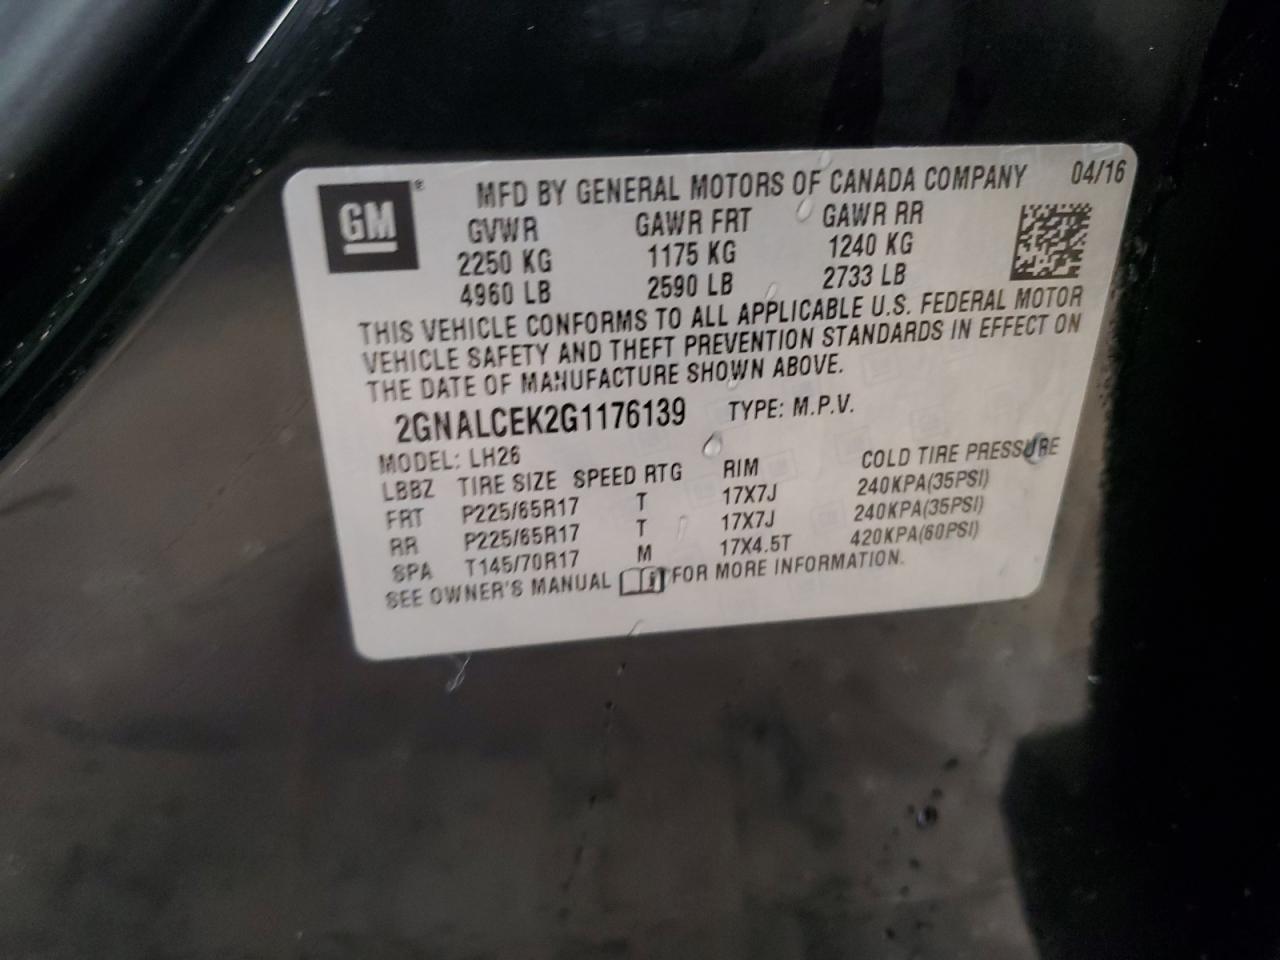 GM ® MFD BY GENERAL MOTORS OF CANADA COMPANY 04/16
GVWR GAWR FRT GAWR RR
2250 KG 1175 KG 1240 KG
4960 LB 2590 LB 2733 LB
THIS VEHICLE CONFORMS TO ALL APPLICABLE U.S. FEDERAL MOTOR
VEHICLE SAFETY AND THEFT PREVENTION STANDARDS IN EFFECT ON
THE DATE OF MANUFACTURE SHOWN ABOVE.
2GNALCEK2G1176139 TYPE: M.P.V.
MODEL: LH26
LBBZ TIRE SIZE SPEED RTG RIM COLD TIRE PRESSURE
FRT P225/65R17 T 17X7J 240KPA(35PSI)
RR P225/65R17 T 17X7J 240KPA(35PSI)
SPA T145/70R17 M 17X4.5T 420KPA(60PSI)
SEE OWNER'S MANUAL FOR MORE INFORMATION.